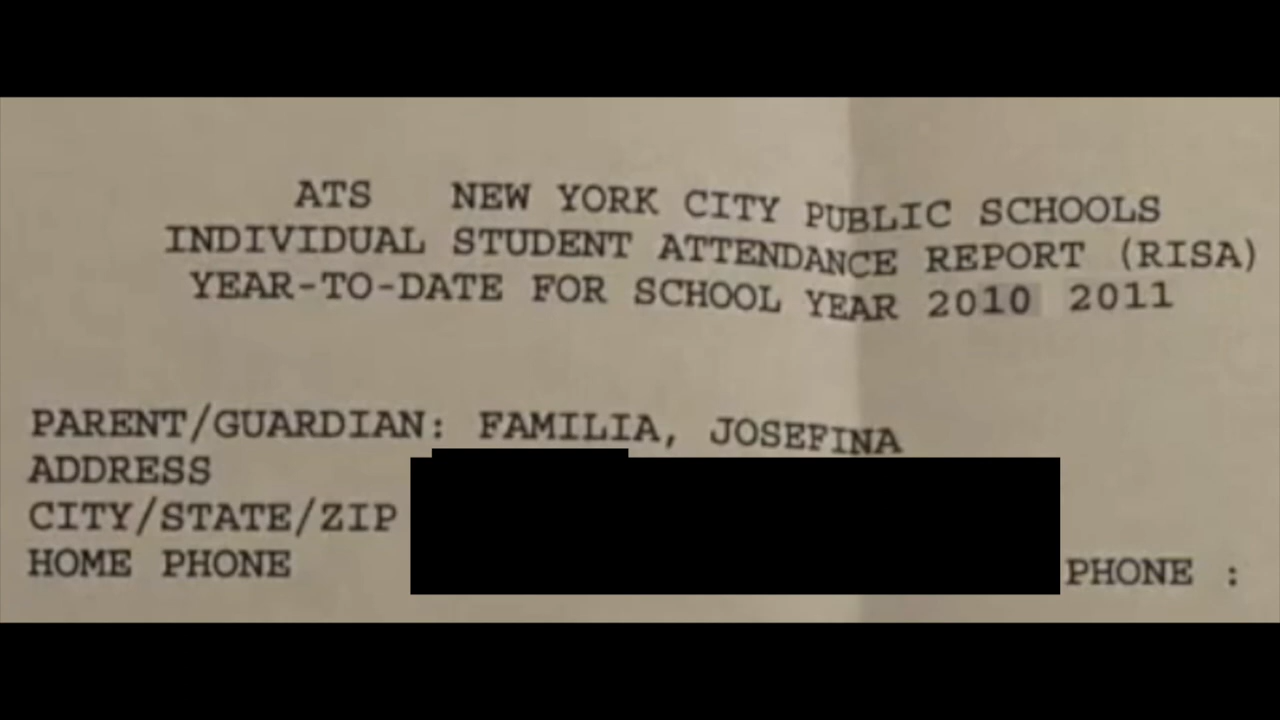 ATS NEW YORK CITY PUBLIC SCHOOLS
INDIVIDUAL STUDENT ATTENDANCE REPORT (RISA)
YEAR-TO-DATE FOR SCHOOL YEAR 2010 2011
PARENT/GUARDIAN: FAMILIA, JOSEFINA
ADDRESS
CITY/STATE/ZIP
HOME PHONE PHONE :